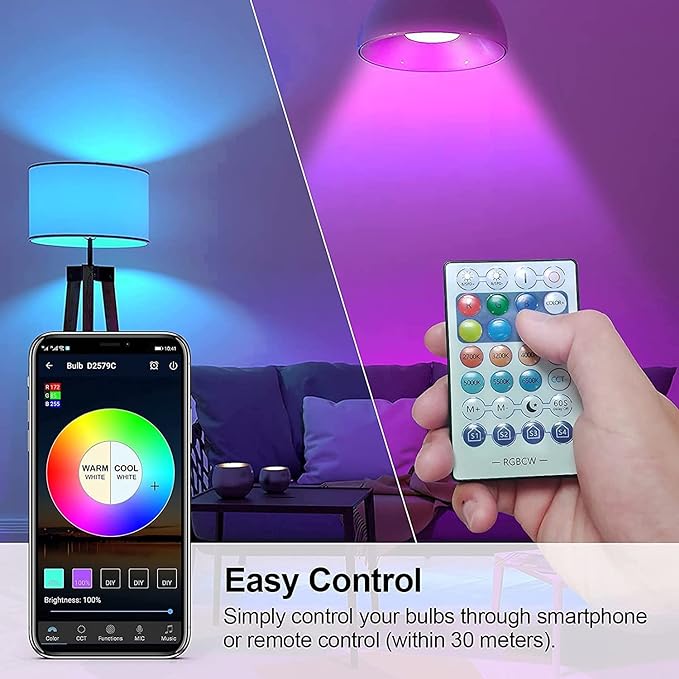 10:41
Bulb D2579C
R 172
B 255
WARM COOL
WHITE WHITE
100%
DIY
DIY
DIY
Brightness: 100%
Color CCT Functions MIC Music
COLOR+
2700K 3200K
5000K 5500K 6500K CCT
M+ M- 60S
S1 S2 S3 S4
RGBCW
Easy Control
Simply control your bulbs through smartphone
or remote control (within 30 meters).